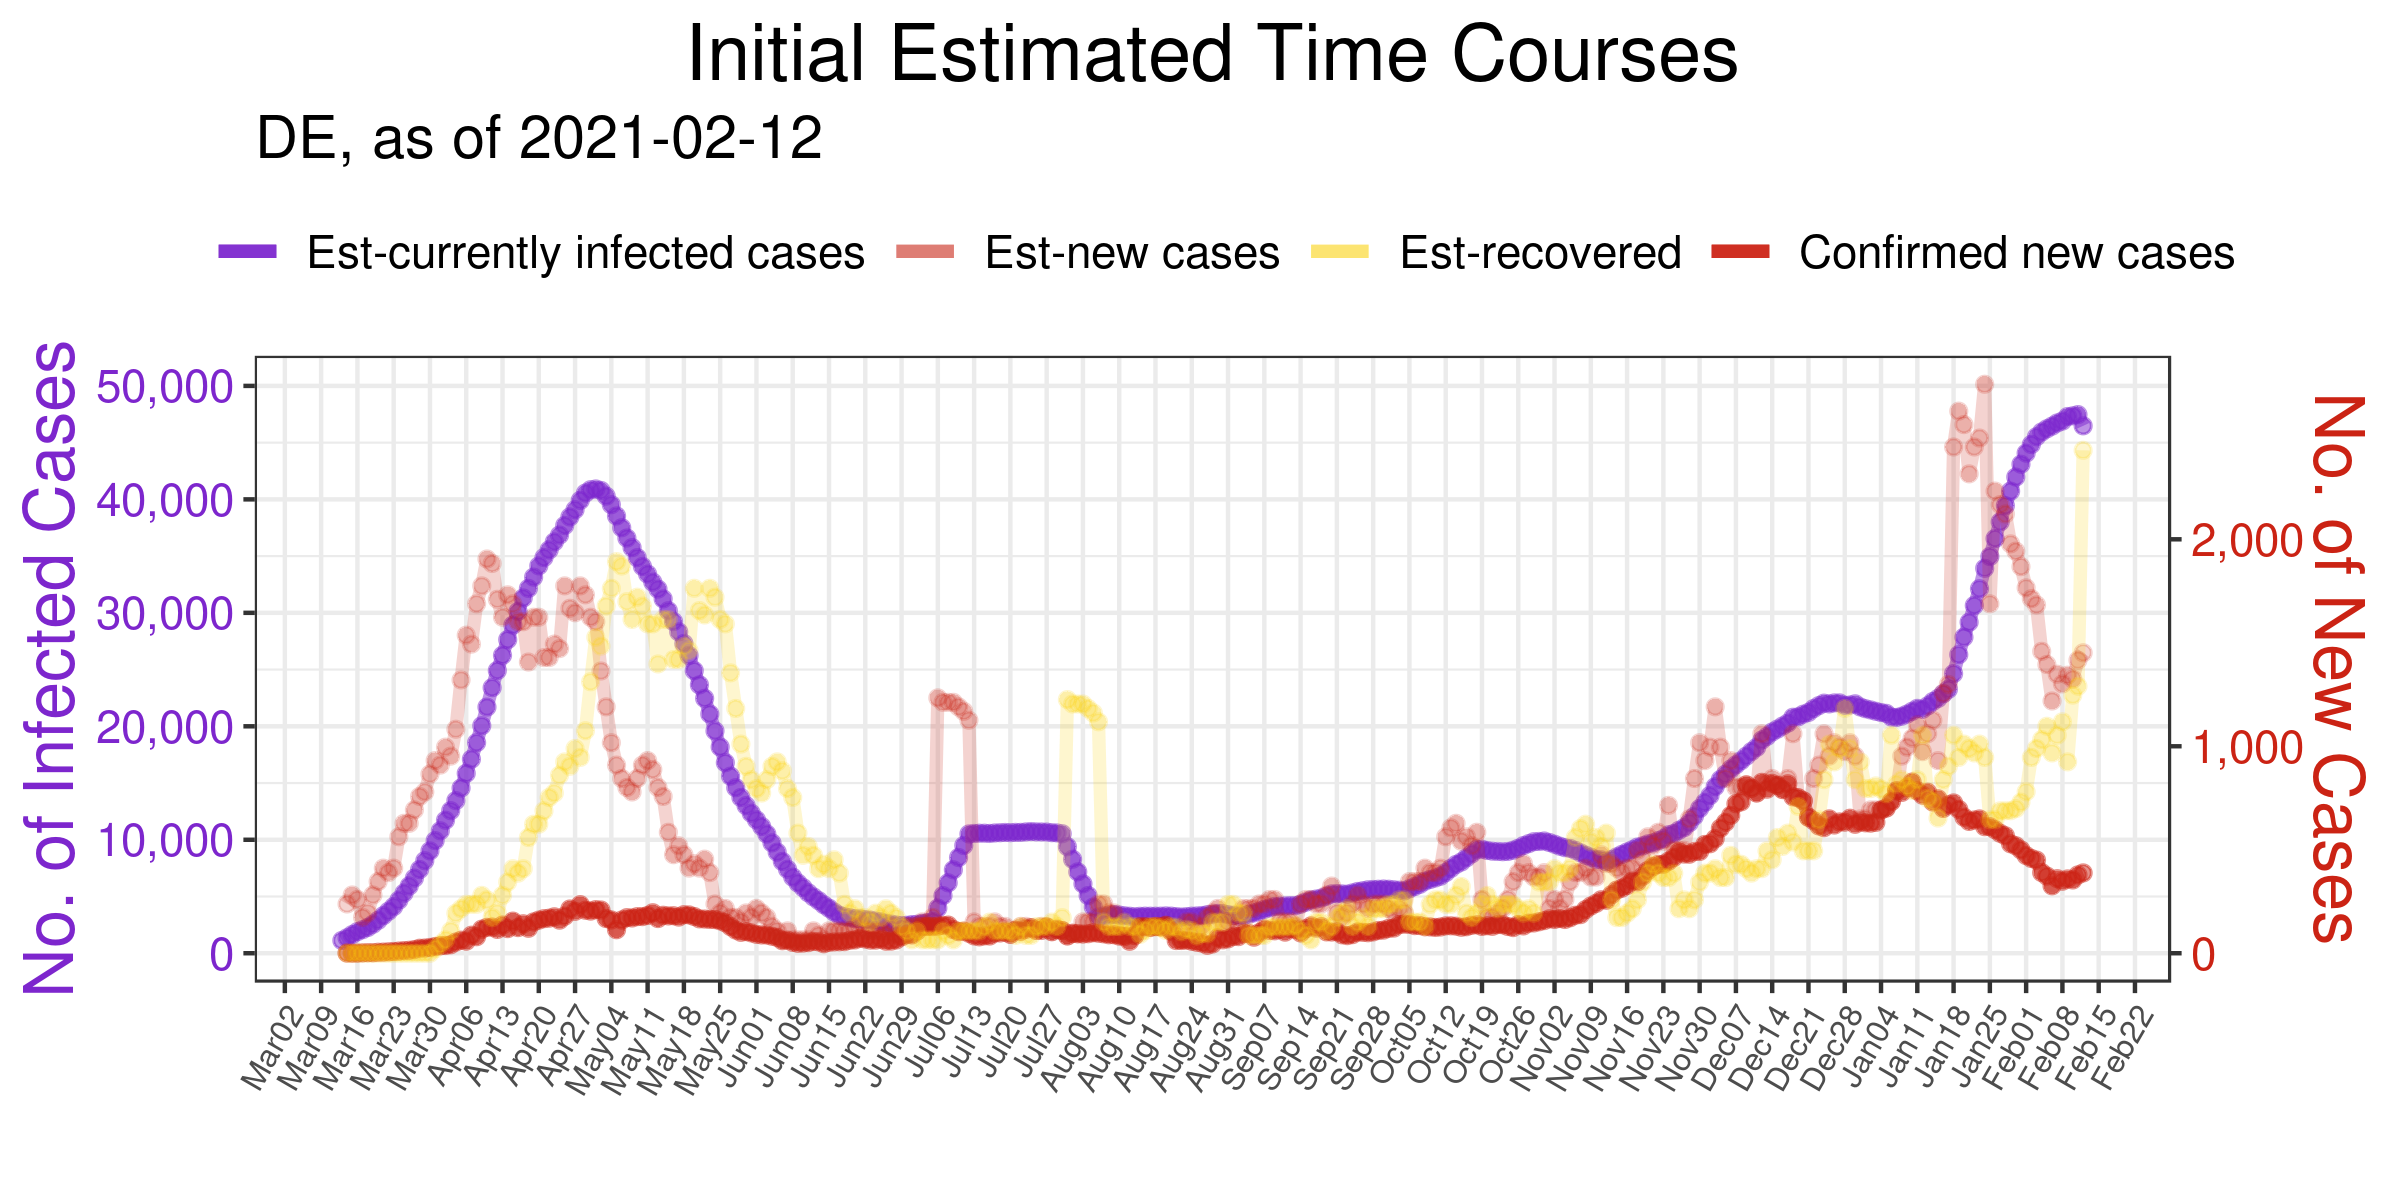 Initial Estimated Time Courses
DE, as of 2021-02-12
Est-currently infected cases Est-new cases Est-recovered Confirmed new cases
No. of Infected Cases
50,000
40,000
30,000
20,000
10,000
0
2,000
1,000
0
No. of New Cases
Mar02 Mar09 Mar16 Mar23 Mar30 Apr06 Apr13 Apr20 Apr27 May04 May11 May18 May25 Jun01 Jun08 Jun15 Jun22 Jun29 Jul06 Jul13 Jul20 Jul27 Aug03 Aug10 Aug17 Aug24 Aug31 Sep07 Sep14 Sep21 Sep28 Oct05 Oct12 Oct19 Oct26 Nov02 Nov09 Nov16 Nov23 Nov30 Dec07 Dec14 Dec21 Dec28 Jan04 Jan11 Jan18 Jan25 Feb01 Feb08 Feb15 Feb22